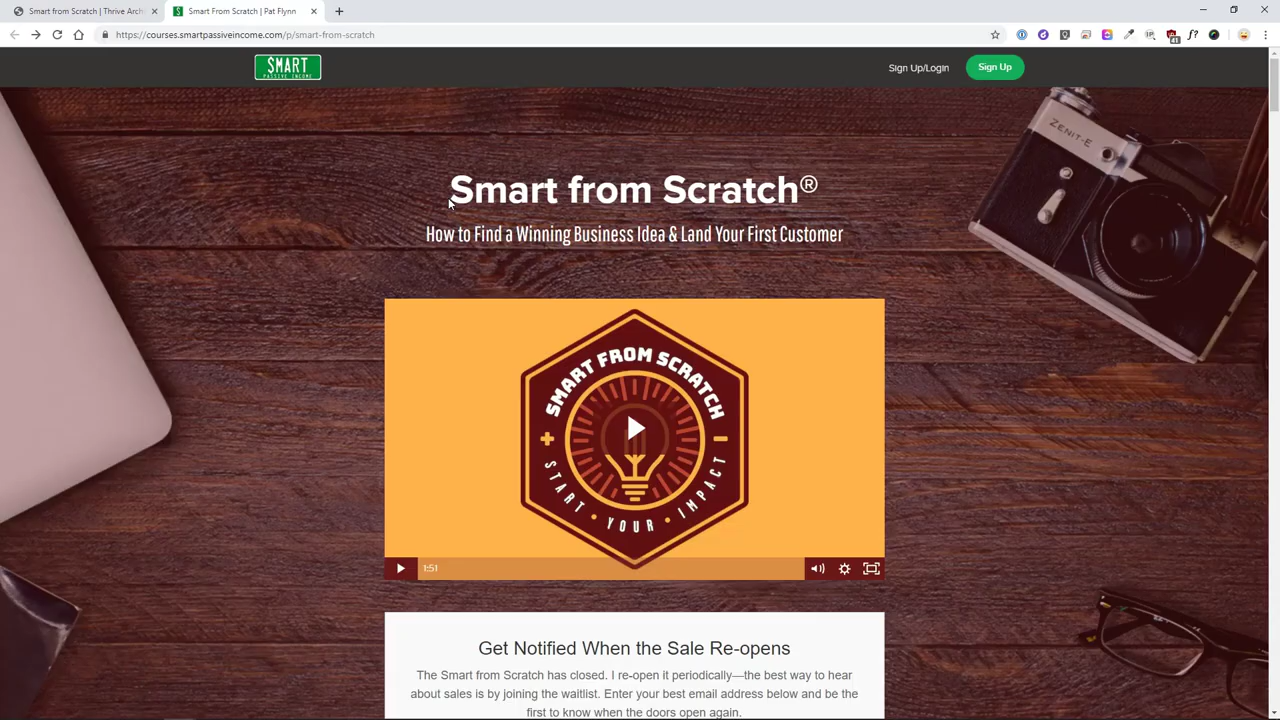 Smart from Scratch | Thrive Arch
Smart From Scratch | Pat Flynn
https://courses.smartpassiveincome.com/p/smart-from-scratch
41
SMART
PASSIVE INCOME
Sign Up/Login
Sign Up
ZENIT-E
Smart from Scratch®
How to Find a Winning Business Idea & Land Your First Customer
SMART FROM SCRATCH
START • YOUR • IMPACT
1:51
Get Notified When the Sale Re-opens
The Smart from Scratch has closed. I re-open it periodically—the best way to hear
about sales is by joining the waitlist. Enter your best email address below and be the
first to know when the doors open again.